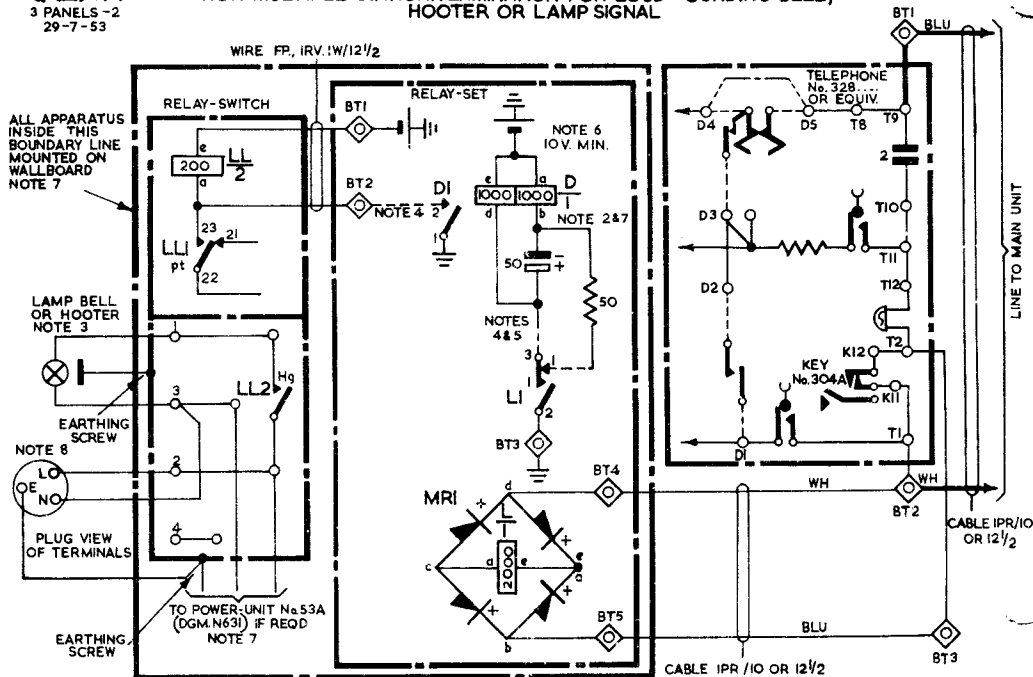 3 PANELS -2
29-7-53
HOOTER OR LAMP SIGNAL
WIRE FP., IRV. 1W/12½
BT1
BLU
RELAY-SWITCH
RELAY-SET
BT1
TELEPHONE
No. 328....
OR EQUIV.
ALL APPARATUS
INSIDE THIS
BOUNDARY LINE
MOUNTED ON
WALLBOARD
NOTE 7
NOTE 6
10 V. MIN.
D4
D5
T8
T9
e
200
LL
2
a
2
BT2
D1
2
NOTE 4
1
e
a
1000
1000
D
1
d
b
NOTE 2&7
T10
D3
T11
23
21
LL1
pt
22
50
+
50
D2
T12
LINE TO MAIN UNIT
LAMP BELL
OR HOOTER
NOTE 3
NOTES
4&5
1
T2
K12
KEY
No.304A
K11
3
1
1
L1
2
Hg
LL2
3
EARTHING
SCREW
BT3
D1
T1
NOTE 8
L
E
N
2
BT4
WH
WH
BT2
MR1
d
L
1
a
2000
e
c
e
a
b
+
+
+
+
CABLE 1PR/10
OR 12½
PLUG VIEW
OF TERMINALS
4
TO POWER-UNIT No.53A
(DGM. N631) IF REQD
NOTE 7
EARTHING
SCREW
BT5
BLU
BT3
CABLE 1PR/10 OR 12½